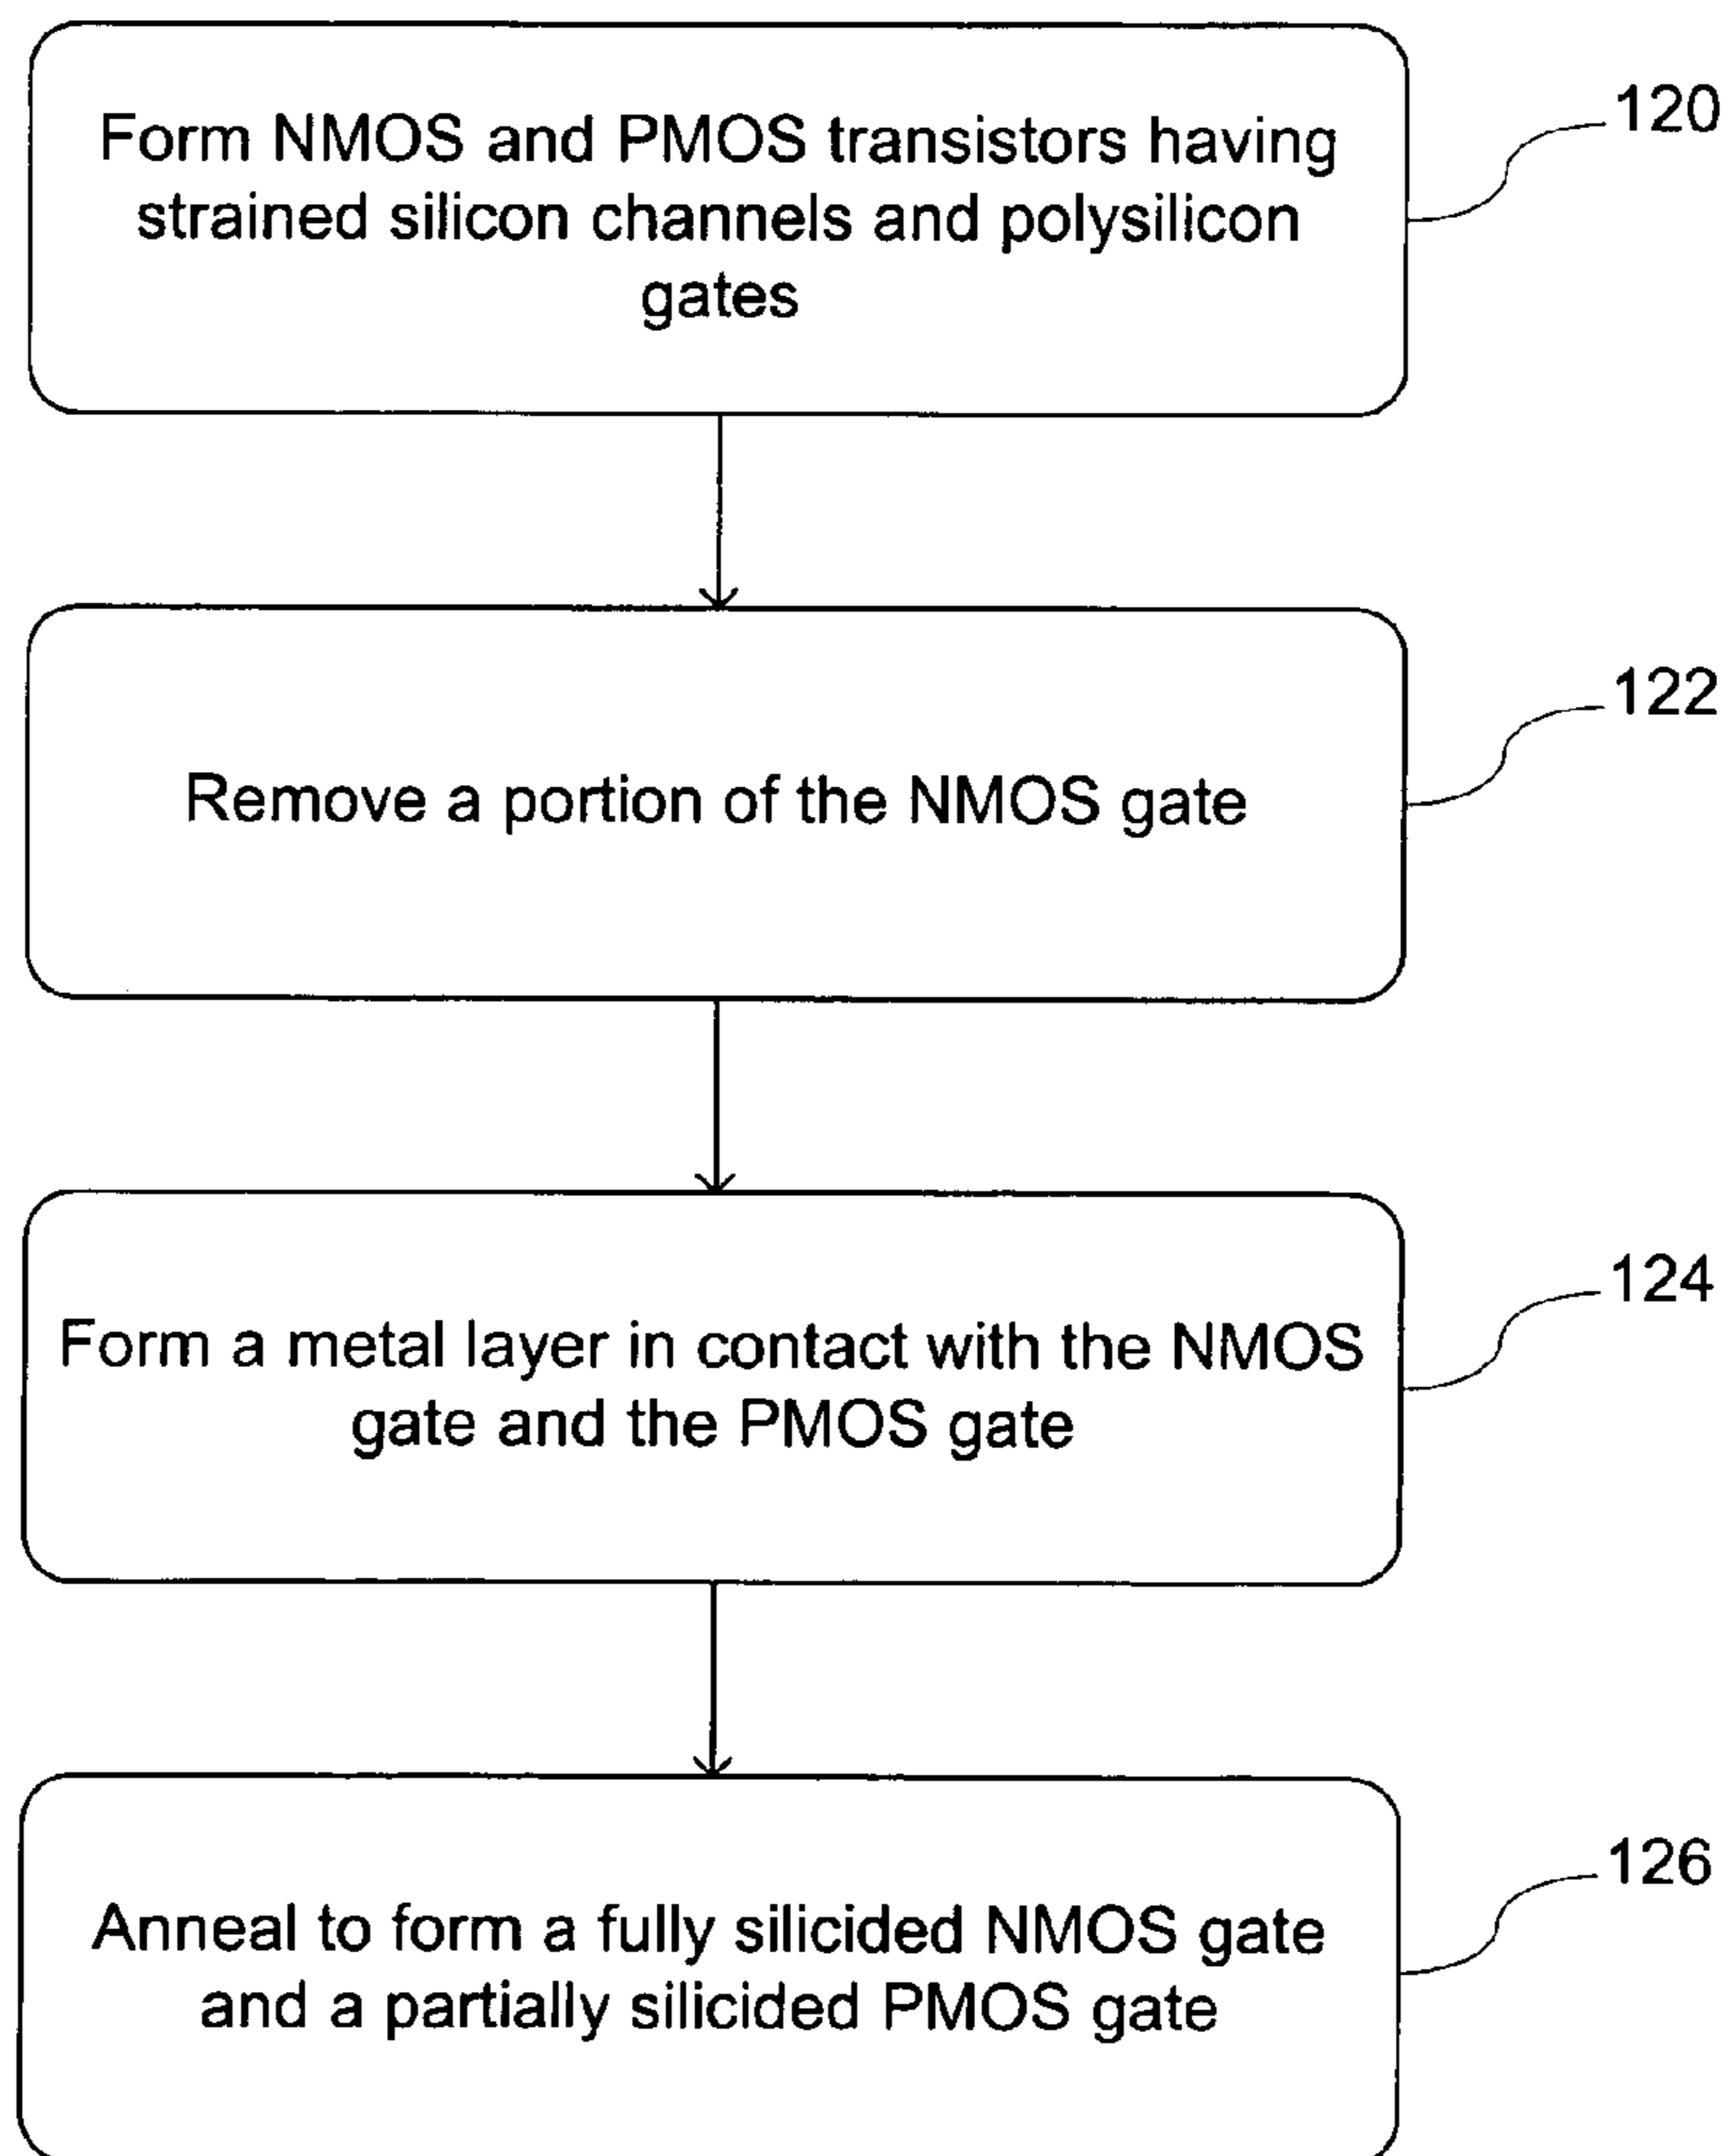 Form NMOS and PMOS transistors having
strained silicon channels and polysilicon
gates
120
Remove a portion of the NMOS gate
122
Form a metal layer in contact with the NMOS
gate and the PMOS gate
124
Anneal to form a fully silicided NMOS gate
and a partially silicided PMOS gate
126